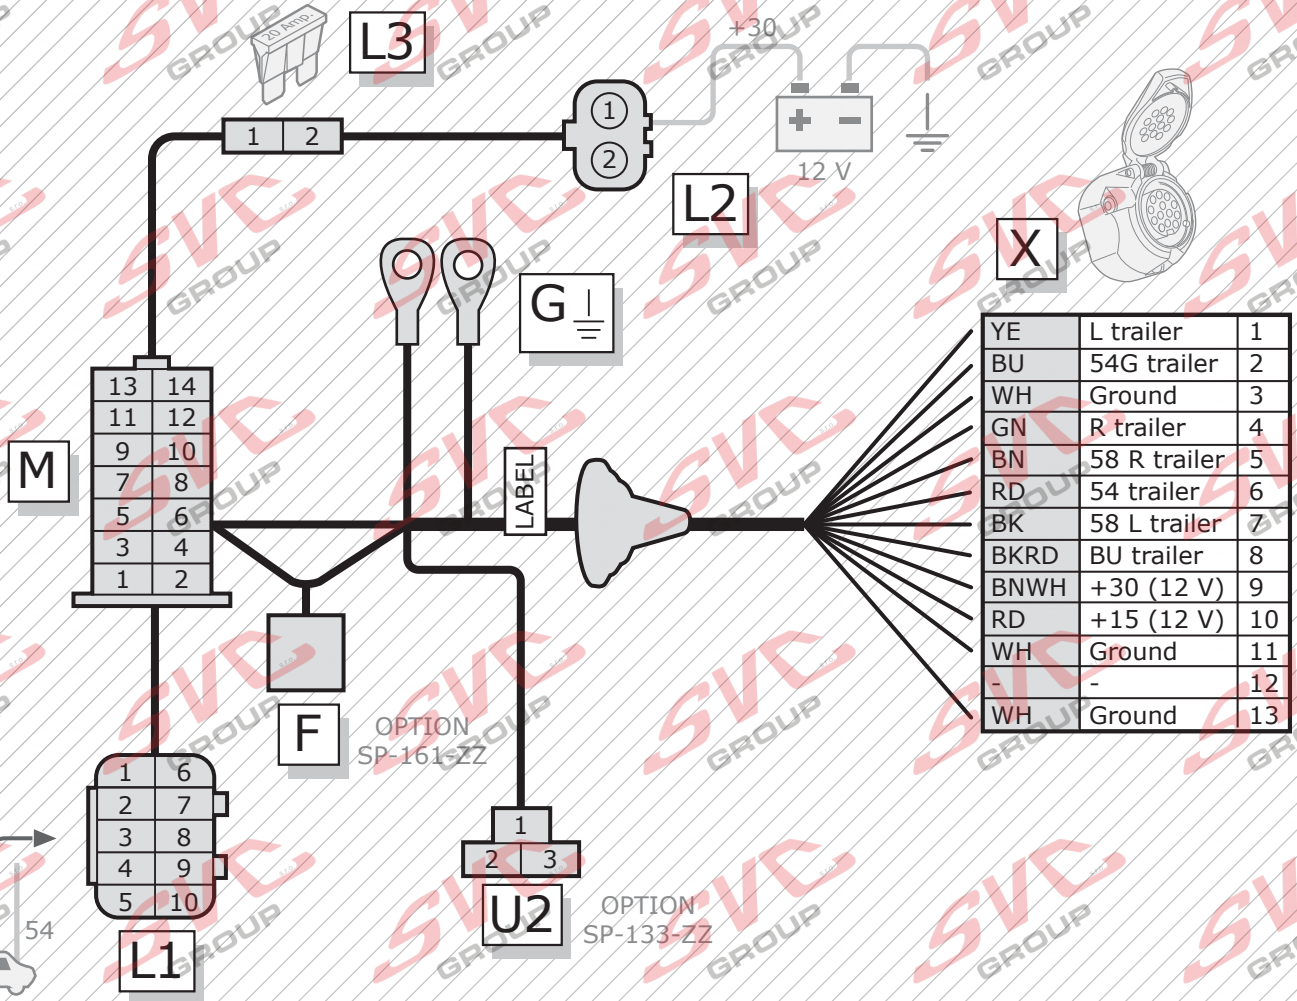 20 Amp.
L3
+30
1 2
1
2
+ −
12 V
L2
X
G
M
13 14
11 12
9 10
7 8
5 6
3 4
1 2
LABEL
YE L trailer 1
BU 54G trailer 2
WH Ground 3
GN R trailer 4
BN 58 R trailer 5
RD 54 trailer 6
BK 58 L trailer 7
BKRD BU trailer 8
BNWH +30 (12 V) 9
RD +15 (12 V) 10
WH Ground 11
- - 12
WH Ground 13
F
OPTION
SP-161-ZZ
1 6
2 7
3 8
4 9
5 10
L1
54
1
2 3
U2
OPTION
SP-133-ZZ
SVC
GROUP
s.r.o.